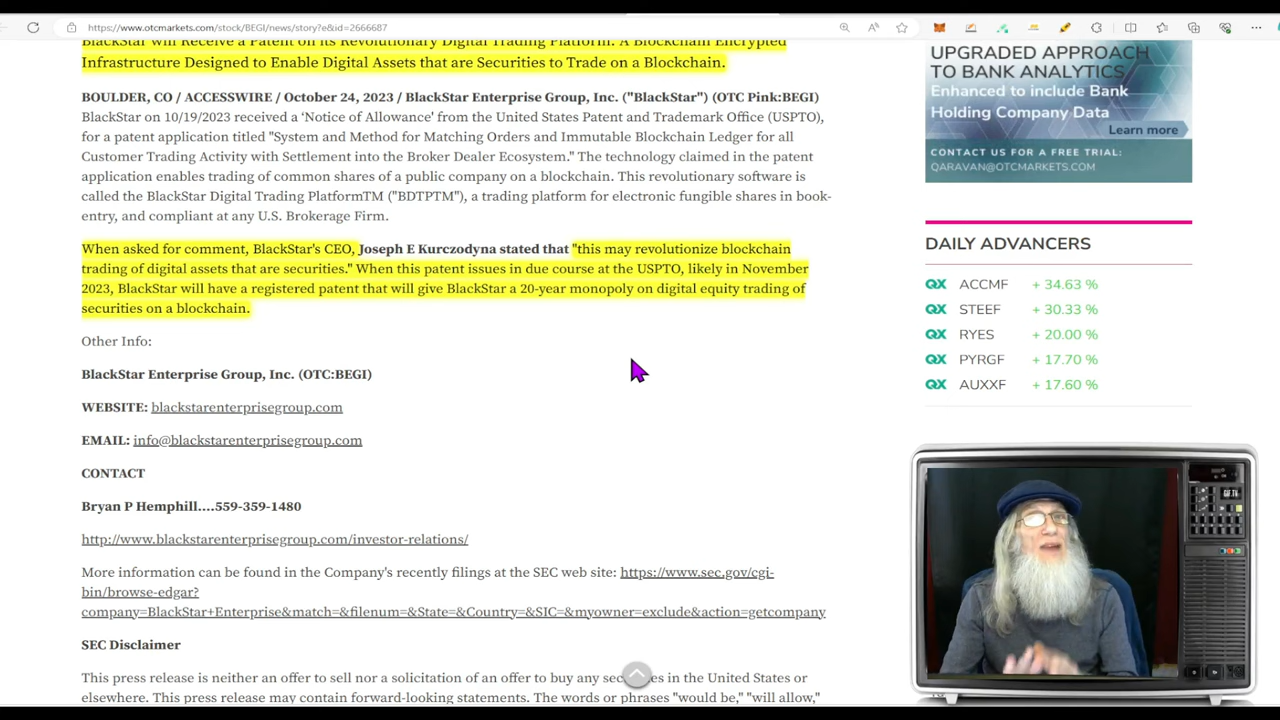 https://www.otcmarkets.com/stock/BEGI/news/story?e&id=2666687
BlackStar will Receive a Patent on its Revolutionary Digital Trading Platform. A Blockchain Encrypted
Infrastructure Designed to Enable Digital Assets that are Securities to Trade on a Blockchain.
BOULDER, CO / ACCESSWIRE / October 24, 2023 / BlackStar Enterprise Group, Inc. ("BlackStar") (OTC Pink:BEGI)
BlackStar on 10/19/2023 received a ‘Notice of Allowance' from the United States Patent and Trademark Office (USPTO),
for a patent application titled "System and Method for Matching Orders and Immutable Blockchain Ledger for all
Customer Trading Activity with Settlement into the Broker Dealer Ecosystem." The technology claimed in the patent
application enables trading of common shares of a public company on a blockchain. This revolutionary software is
called the BlackStar Digital Trading PlatformTM ("BDTPTM"), a trading platform for electronic fungible shares in book-
entry, and compliant at any U.S. Brokerage Firm.
When asked for comment, BlackStar's CEO, Joseph E Kurczodyna stated that "this may revolutionize blockchain
trading of digital assets that are securities." When this patent issues in due course at the USPTO, likely in November
2023, BlackStar will have a registered patent that will give BlackStar a 20-year monopoly on digital equity trading of
securities on a blockchain.
Other Info:
BlackStar Enterprise Group, Inc. (OTC:BEGI)
WEBSITE: blackstarenterprisegroup.com
EMAIL: info@blackstarenterprisegroup.com
CONTACT
Bryan P Hemphill....559-359-1480
http://www.blackstarenterprisegroup.com/investor-relations/
More information can be found in the Company's recently filings at the SEC web site: https://www.sec.gov/cgi-
bin/browse-edgar?
company=BlackStar+Enterprise&match=&filenum=&State=&Country=&SIC=&myowner=exclude&action=getcompany
SEC Disclaimer
This press release is neither an offer to sell nor a solicitation of an offer to buy any in the United States or
elsewhere. This press release may contain forward-looking statements. The words or phrases "would be," "will allow,"
UPGRADED APPROACH
TO BANK ANALYTICS
Enhanced to include Bank
Holding Company Data
Learn more
CONTACT US FOR A FREE TRIAL:
QARAVAN@OTCMARKETS.COM
DAILY ADVANCERS
QX ACCMF + 34.63 %
QX STEEF + 30.33 %
QX RYES + 20.00 %
QX PYRGF + 17.70 %
QX AUXXF + 17.60 %
GIF.TV